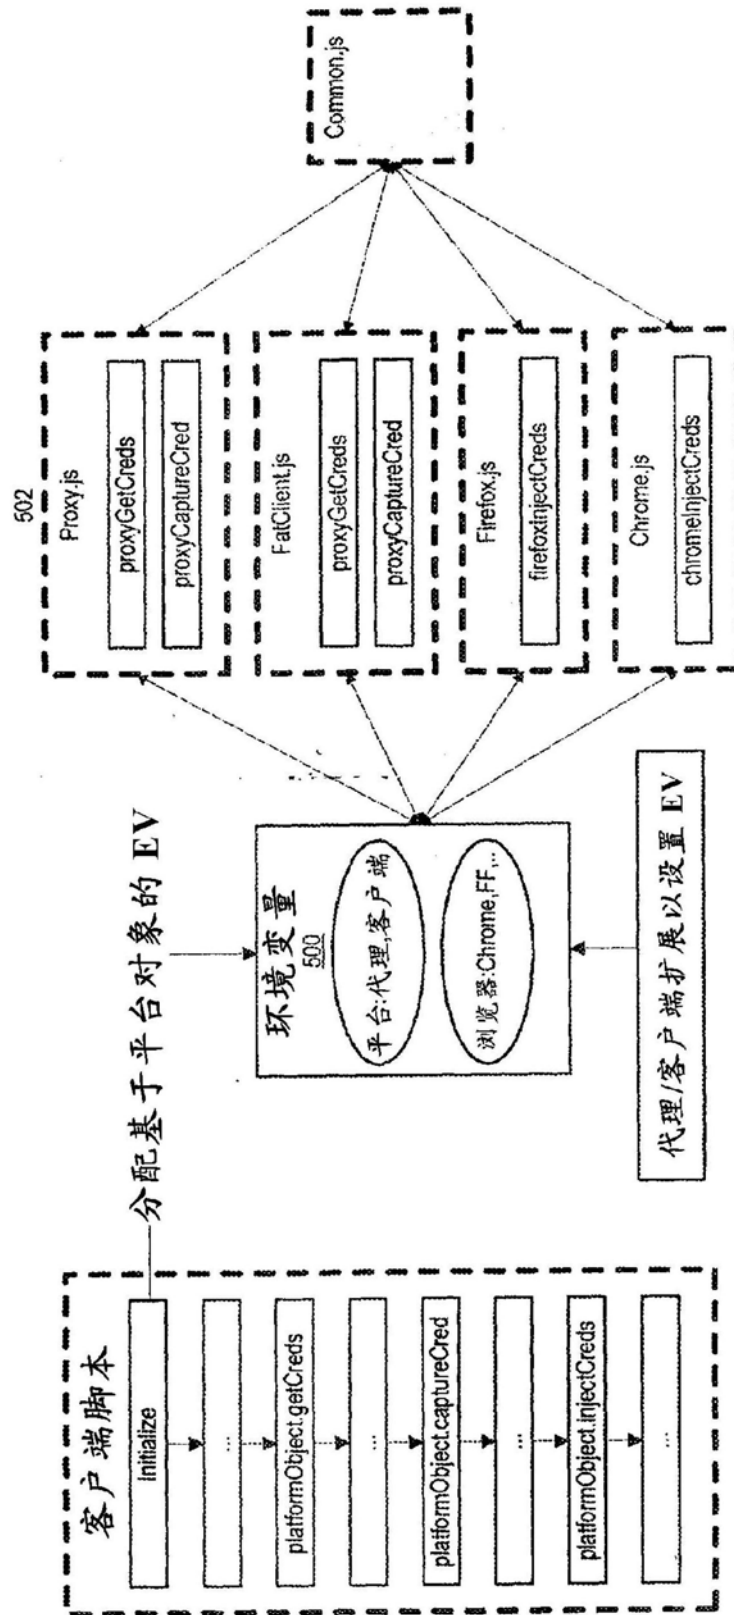 客户端脚本
initialize
...
platformObject.getCreds
...
platformObject.captureCred
...
platformObject.injectCreds
...
分配基于平台对象的 EV
环境变量
500
平台:代理,客户端
浏览器:Chrome,FF,...
代理/客户端扩展以设置 EV
502
Proxy.js
proxyGetCreds
proxyCaptureCred
FatClient.js
proxyGetCreds
proxyCaptureCred
Firefox.js
firefoxInjectCreds
Chrome.js
chromeInjectCreds
Common.js